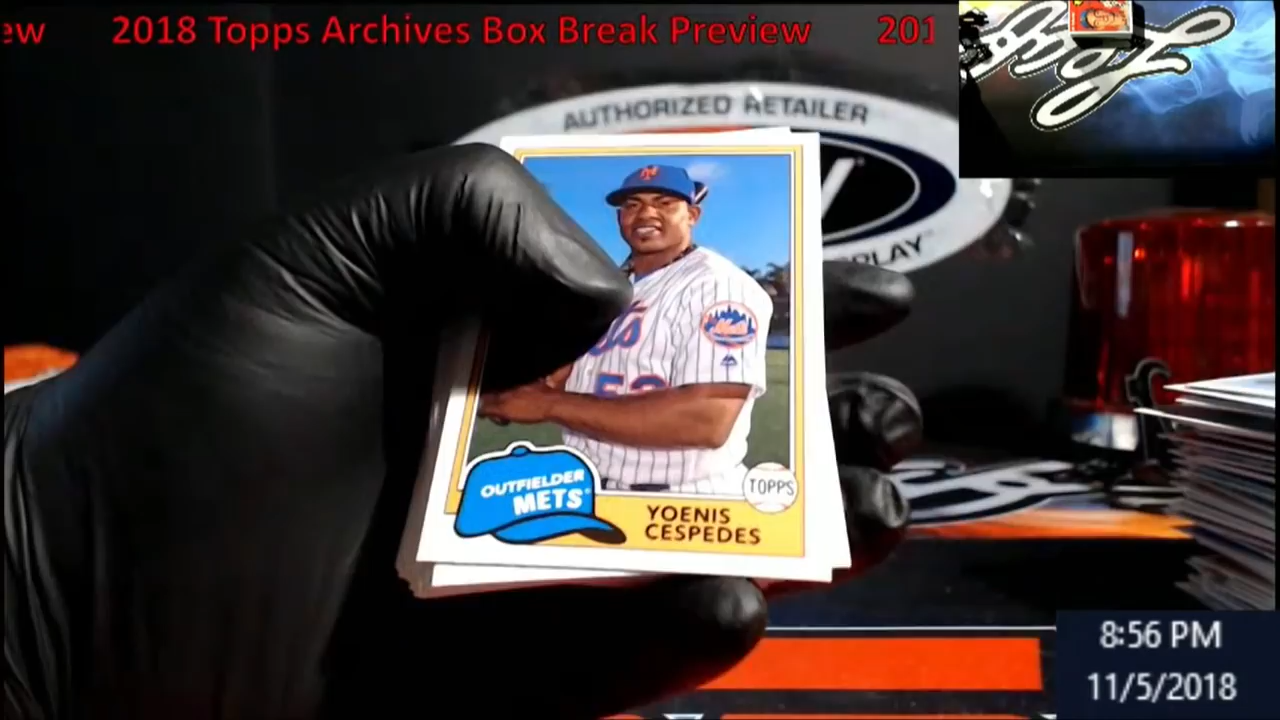 ew 2018 Topps Archives Box Break Preview 201
AUTHORIZED RETAILER
PLAY
OUTFIELDER
METS
TOPPS
YOENIS
CESPEDES
8:56 PM
11/5/2018